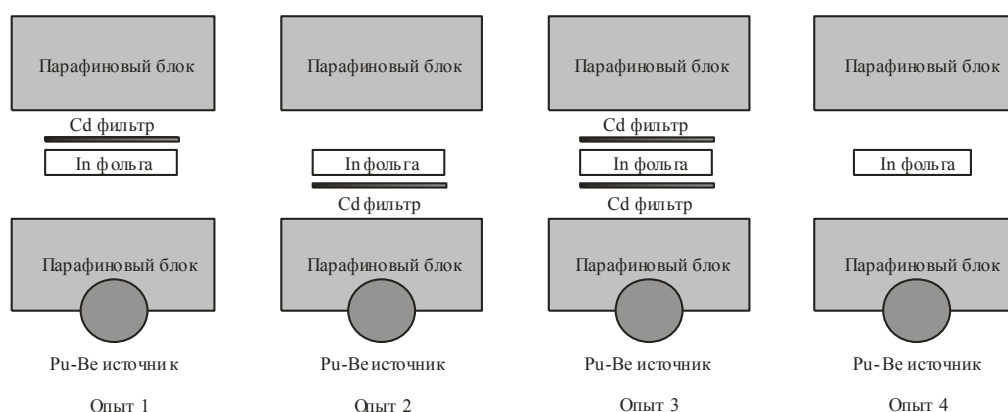 Парафиновый блок
Cd фильтр
In фольга
Парафиновый блок
Pu-Be источник
Опыт 1
Парафиновый блок
In фольга
Cd фильтр
Парафиновый блок
Pu-Be источник
Опыт 2
Парафиновый блок
Cd фильтр
In фольга
Cd фильтр
Парафиновый блок
Pu-Be источник
Опыт 3
Парафиновый блок
In фольга
Парафиновый блок
Pu-Be источник
Опыт 4